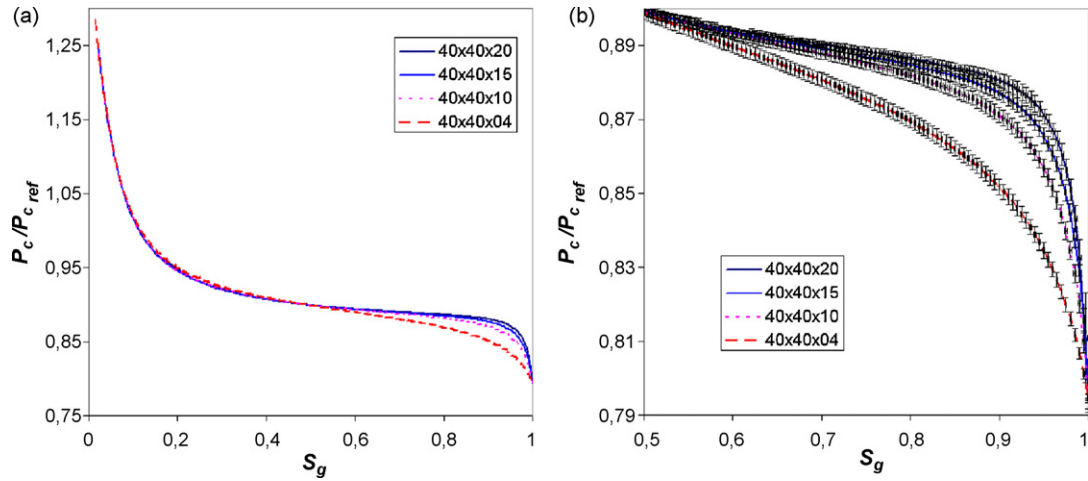 (a)
P_c/P_c ref
1,25
1,15
1,05
0,95
0,85
0,75
0
0,2
0,4
0,6
0,8
1
S_g
40x40x20
40x40x15
40x40x10
40x40x04
(b)
P_c/P_c ref
0,89
0,87
0,85
0,83
0,81
0,79
0,5
0,6
0,7
0,8
0,9
1
S_g
40x40x20
40x40x15
40x40x10
40x40x04